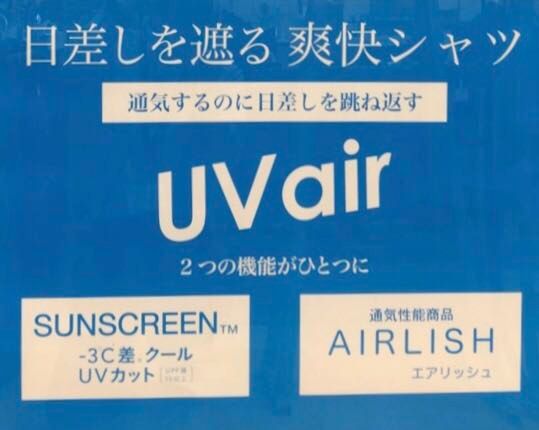 日差しを遮る 爽快シャツ
通気するのに日差しを跳ね返す
UVair
2つの機能がひとつに
SUNSCREEN™
-3℃差。クール
UVカット
通気性能商品
AIRLISH
エアリッシュ